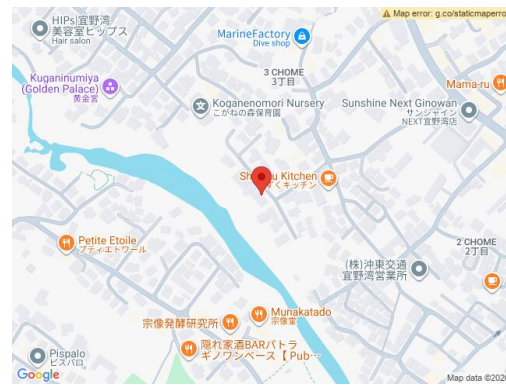 Map error: g.co/staticmaperro
HIPs|宜野湾
美容室ヒップス
Hair salon
MarineFactory
Dive shop
3 CHOME
3丁目
Kuganinumiya
(Golden Palace)
黄金宮
Koganenomori Nursery
こがねの森保育園
Mama-ru
Sunshine Next Ginowan
サンシャイン
NEXT宜野湾店
Kitchen
ずくキッチン
Petite Etoile
プティエトワール
2 CHOME
2丁目
(株)沖東交通
宜野湾営業所
Munakatado
宗像堂
宗像発酵研究所
隠れ家酒BARパトラ
ギノワンベース【 Pub…
Pispalo
ピスパロ
Google
Map data ©2026